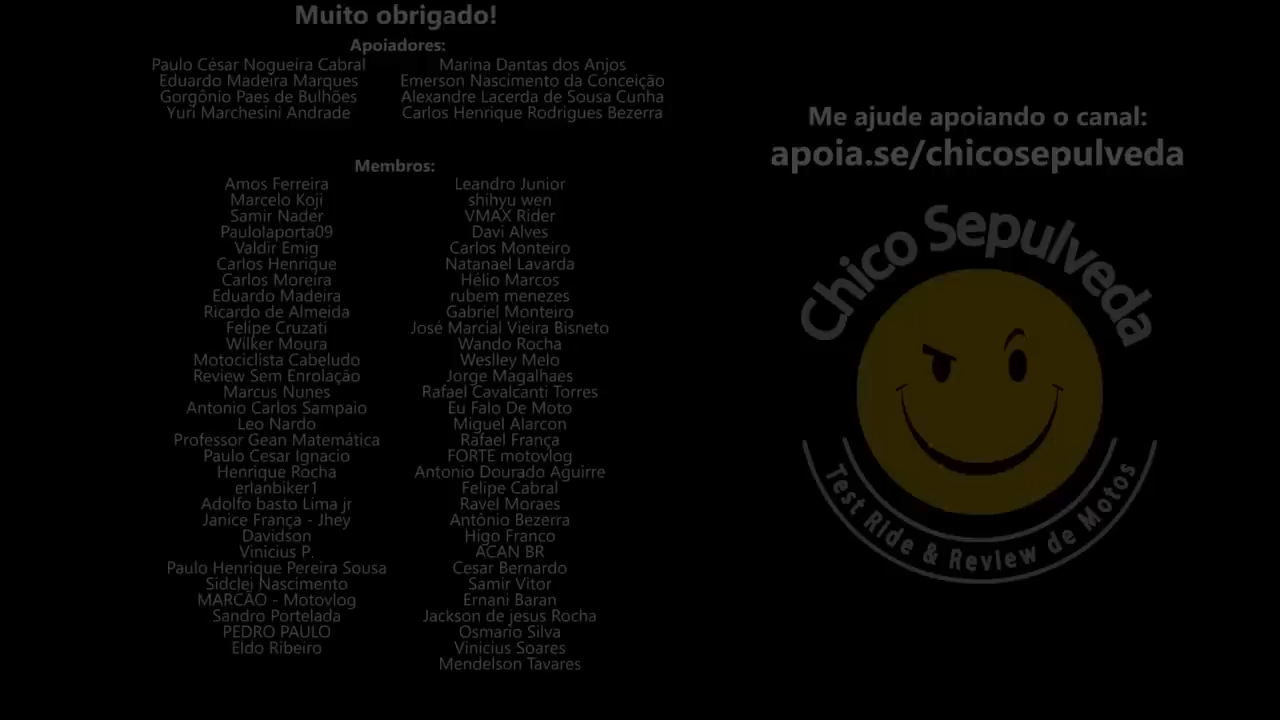 Muito obrigado!
Apoiadores:
Paulo César Nogueira Cabral
Eduardo Madeira Marques
Gorgônio Paes de Bulhões
Yuri Marchesini Andrade
Marina Dantas dos Anjos
Emerson Nascimento da Conceição
Alexandre Lacerda de Sousa Cunha
Carlos Henrique Rodrigues Bezerra
Membros:
Amos Ferreira
Marcelo Koji
Samir Nader
Paulolaporta09
Valdir Emig
Carlos Henrique
Carlos Moreira
Eduardo Madeira
Ricardo de Almeida
Felipe Cruzati
Wilker Moura
Motociclista Cabeludo
Review Sem Enrolação
Marcus Nunes
Antonio Carlos Sampaio
Leo Nardo
Professor Gean Matemática
Paulo Cesar Ignacio
Henrique Rocha
erlanbiker1
Adolfo basto Lima jr
Janice França - Jhey
Davidson
Vinicius P.
Paulo Henrique Pereira Sousa
Sidclei Nascimento
MARCÃO - Motovlog
Sandro Portelada
PEDRO PAULO
Eldo Ribeiro
Leandro Junior
shihyu wen
VMAX Rider
Davi Alves
Carlos Monteiro
Natanael Lavarda
Hélio Marcos
rubem menezes
Gabriel Monteiro
José Marcial Vieira Bisneto
Wando Rocha
Weslley Melo
Jorge Magalhaes
Rafael Cavalcanti Torres
Eu Falo De Moto
Miguel Alarcon
Rafael França
FORTE motovlog
Antonio Dourado Aguirre
Felipe Cabral
Ravel Moraes
Antônio Bezerra
Higo Franco
ACAN BR
Cesar Bernardo
Samir Vitor
Ernani Baran
Jackson de jesus Rocha
Osmario Silva
Vinicius Soares
Mendelson Tavares
Me ajude apoiando o canal:
apoia.se/chicosepulveda
Chico Sepulveda
Test Ride & Review de Motos